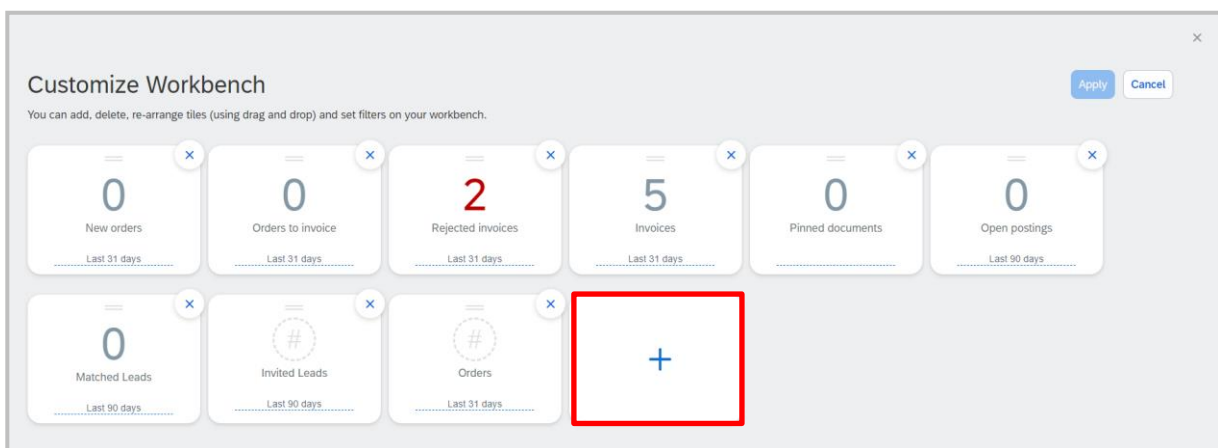 Customize Workbench
Apply
Cancel
You can add, delete, re-arrange tiles (using drag and drop) and set filters on your workbench.
0
New orders
Last 31 days
0
Orders to invoice
Last 31 days
2
Rejected invoices
Last 31 days
5
Invoices
Last 31 days
0
Pinned documents
0
Open postings
Last 90 days
0
Matched Leads
Last 90 days
#
Invited Leads
Last 90 days
#
Orders
Last 31 days
+